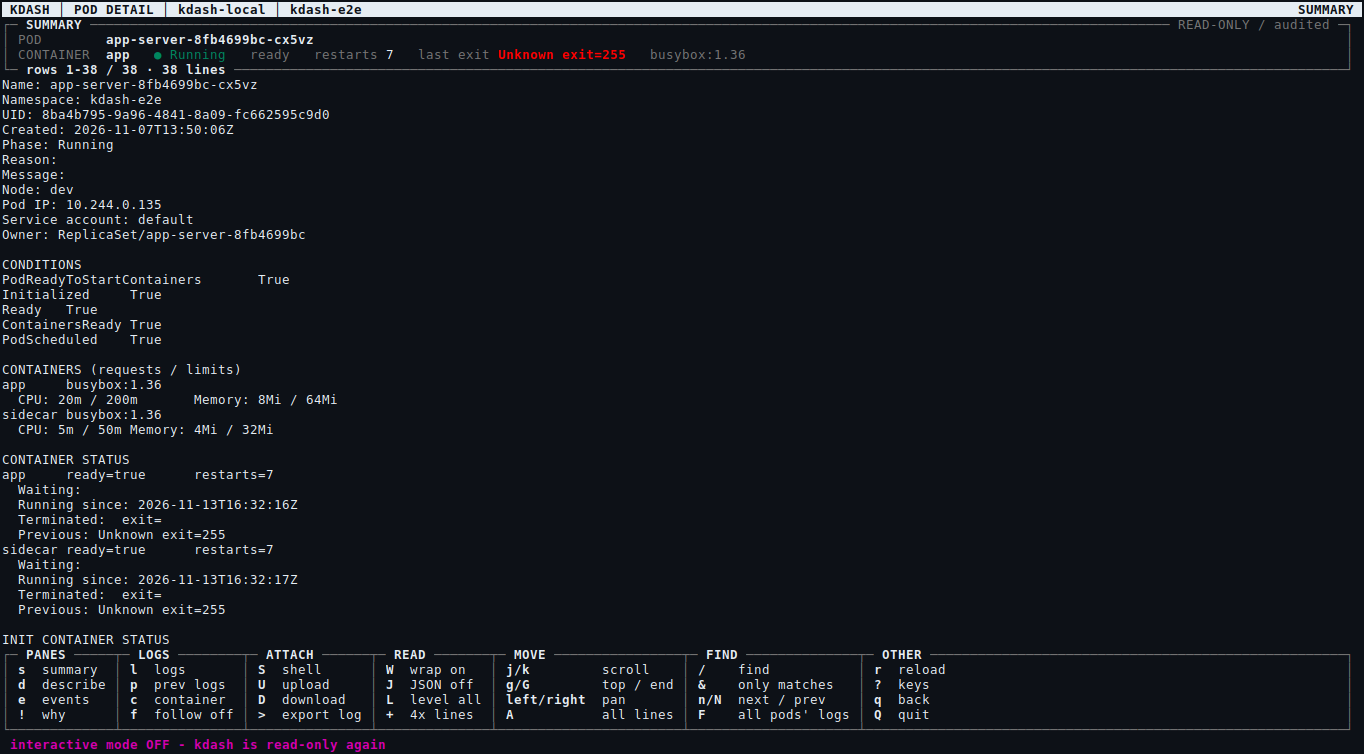 KDASH │ POD DETAIL │ kdash-local │ kdash-e2e SUMMARY
SUMMARY READ-ONLY / audited
POD app-server-8fb4699bc-cx5vz
CONTAINER app ● Running ready restarts 7 last exit Unknown exit=255 busybox:1.36
rows 1-38 / 38 · 38 lines
Name: app-server-8fb4699bc-cx5vz
Namespace: kdash-e2e
UID: 8ba4b795-9a96-4841-8a09-fc662595c9d0
Created: 2026-11-07T13:50:06Z
Phase: Running
Reason:
Message:
Node: dev
Pod IP: 10.244.0.135
Service account: default
Owner: ReplicaSet/app-server-8fb4699bc
CONDITIONS
PodReadyToStartContainers True
Initialized True
Ready True
ContainersReady True
PodScheduled True
CONTAINERS (requests / limits)
app busybox:1.36
CPU: 20m / 200m Memory: 8Mi / 64Mi
sidecar busybox:1.36
CPU: 5m / 50m Memory: 4Mi / 32Mi
CONTAINER STATUS
app ready=true restarts=7
Waiting:
Running since: 2026-11-13T16:32:16Z
Terminated: exit=
Previous: Unknown exit=255
sidecar ready=true restarts=7
Waiting:
Running since: 2026-11-13T16:32:17Z
Terminated: exit=
Previous: Unknown exit=255
INIT CONTAINER STATUS
PANES LOGS ATTACH READ MOVE FIND OTHER
s summary l logs S shell W wrap on j/k scroll / find r reload
d describe p prev logs U upload J JSON off g/G top / end & only matches ? keys
e events c container D download L level all left/right pan n/N next / prev q back
! why f follow off > export log + 4x lines A all lines F all pods' logs Q quit
interactive mode OFF - kdash is read-only again